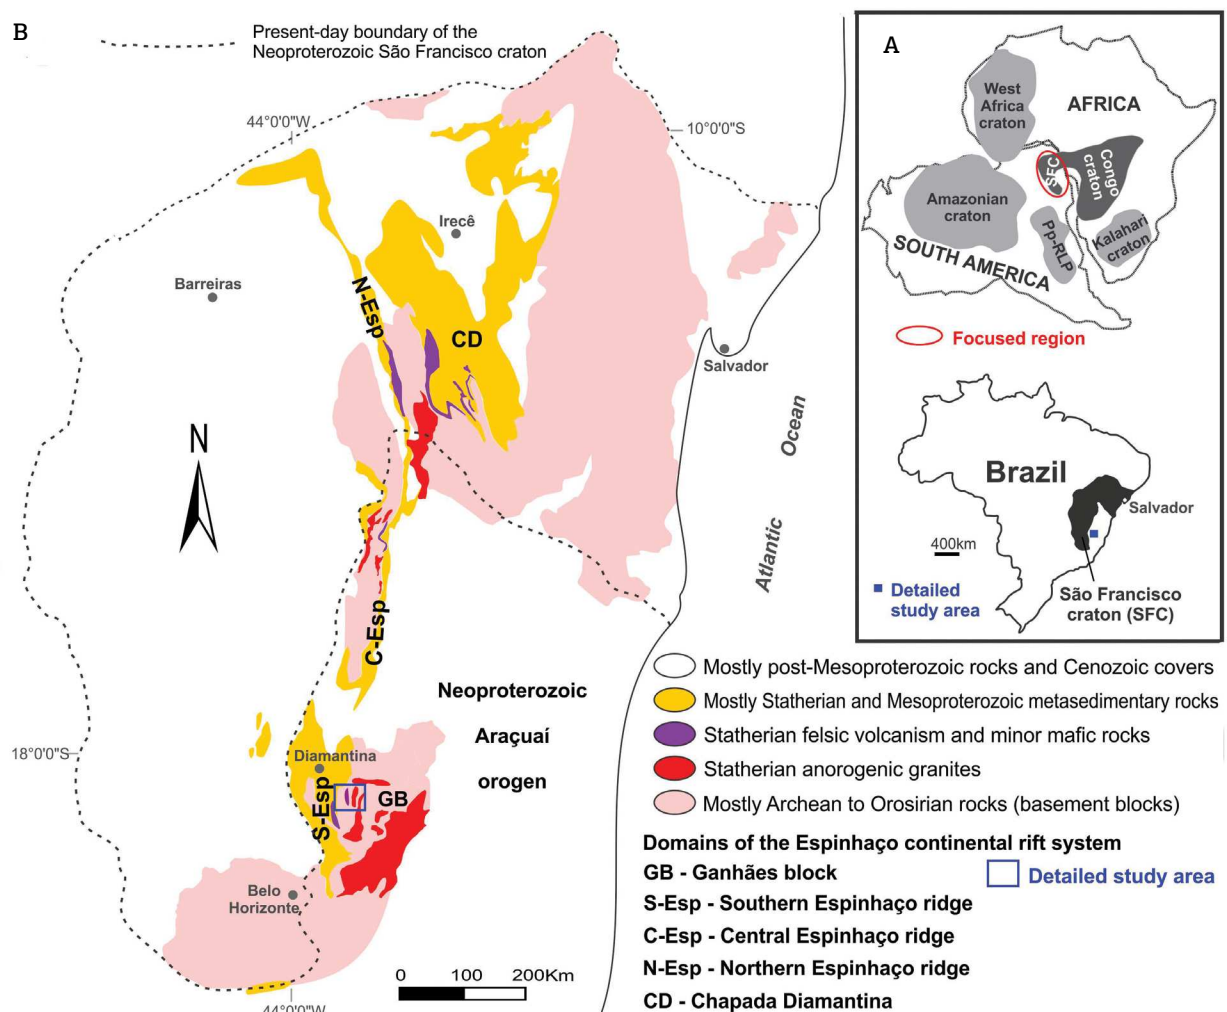 B
Present-day boundary of the
Neoproterozoic São Francisco craton
44°0'0"W
10°0'0"S
Irecê
Barreiras
N-Esp
CD
Salvador
N
Atlantic Ocean
C-Esp
Neoproterozoic
Araçuaí
orogen
18°0'0"S
Diamantina
S-Esp
GB
Belo
Horizonte
0 100 200Km
44°0'0"W
A
West
Africa
craton
AFRICA
SFC
Congo
craton
Amazonian
craton
Pp-RLP
Kalahari
craton
SOUTH AMERICA
Focused region
Brazil
Salvador
400km
Detailed
study area
São Francisco
craton (SFC)
Mostly post-Mesoproterozoic rocks and Cenozoic covers
Mostly Statherian and Mesoproterozoic metasedimentary rocks
Statherian felsic volcanism and minor mafic rocks
Statherian anorogenic granites
Mostly Archean to Orosirian rocks (basement blocks)
Domains of the Espinhaço continental rift system
GB - Ganhães block
Detailed study area
S-Esp - Southern Espinhaço ridge
C-Esp - Central Espinhaço ridge
N-Esp - Northern Espinhaço ridge
CD - Chapada Diamantina